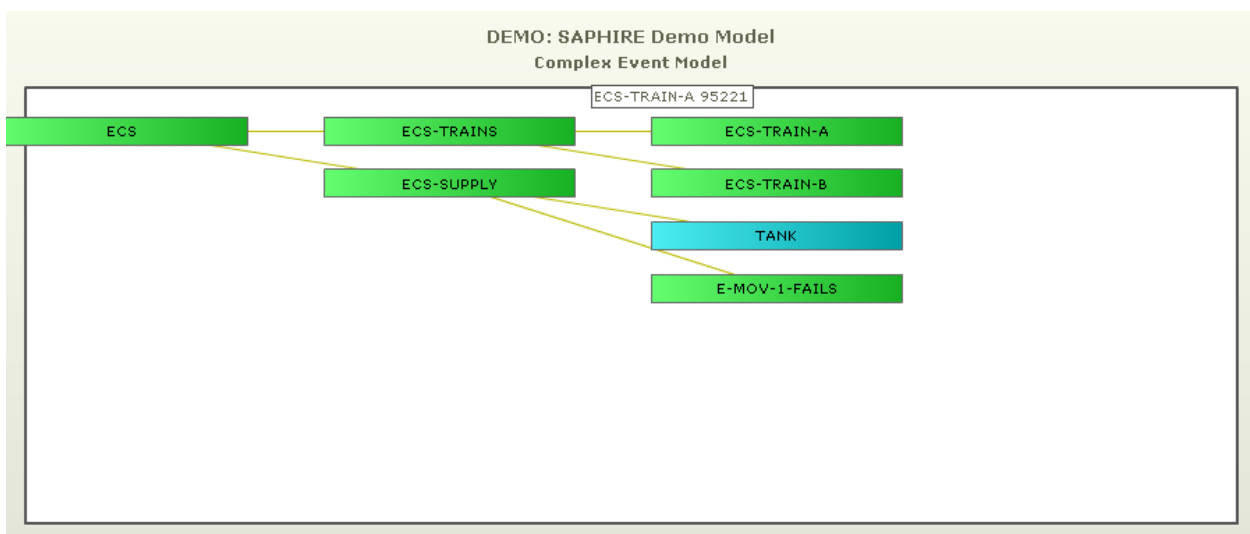 DEMO: SAPHIRE Demo Model
Complex Event Model
ECS-TRAIN-A 95221
ECS
ECS-TRAINS
ECS-TRAIN-A
ECS-SUPPLY
ECS-TRAIN-B
TANK
E-MOV-1-FAILS